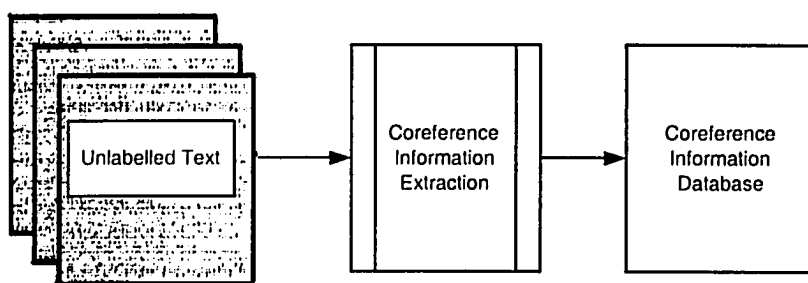 Unlabelled Text
Coreference
Information
Extraction
Coreference
Information
Database